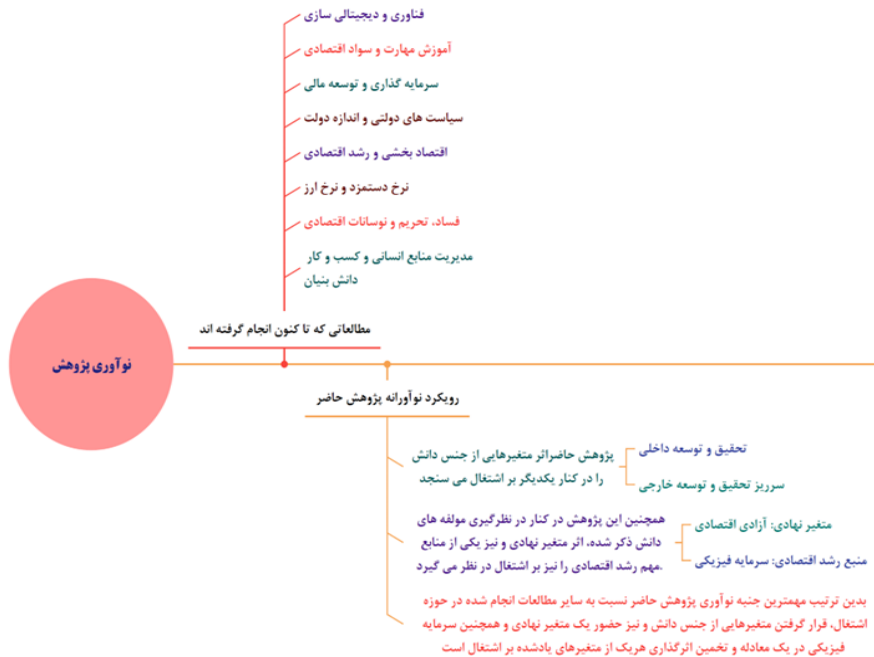 فناوری و دیجیتالی سازی
آموزش مهارت و سواد اقتصادی
سرمایه گذاری و توسعه مالی
سیاست های دولتی و اندازه دولت
اقتصاد بخشی و رشد اقتصادی
نرخ دستمزد و نرخ ارز
فساد، تحریم و نوسانات اقتصادی
مدیریت منابع انسانی و کسب و کار
دانش بنیان
مطالعاتی که تا کنون انجام گرفته اند
نوآوری پژوهش
رویکرد نوآورانه پژوهش حاضر
پژوهش حاضراثر متغیرهایی از جنس دانش
را در کنار یکدیگر بر اشتغال می سنجد
تحقیق و توسعه داخلی
سرریز تحقیق و توسعه خارجی
همچنین این پژوهش در کنار در نظرگیری مولفه های
دانش ذکر شده، اثر متغیر نهادی و نیز یکی از منابع
مهم رشد اقتصادی را نیز بر اشتغال در نظر می گیرد.
متغیر نهادی: آزادی اقتصادی
منبع رشد اقتصادی: سرمایه فیزیکی
بدین ترتیب مهمترین جنبه نوآوری پژوهش حاضر نسبت به سایر مطالعات انجام شده در حوزه
اشتغال، قرار گرفتن متغیرهایی از جنس دانش و نیز حضور یک متغیر نهادی و همچنین سرمایه
فیزیکی در یک معادله و تخمین اثرگذاری هریک از متغیرهای یادشده بر اشتغال است